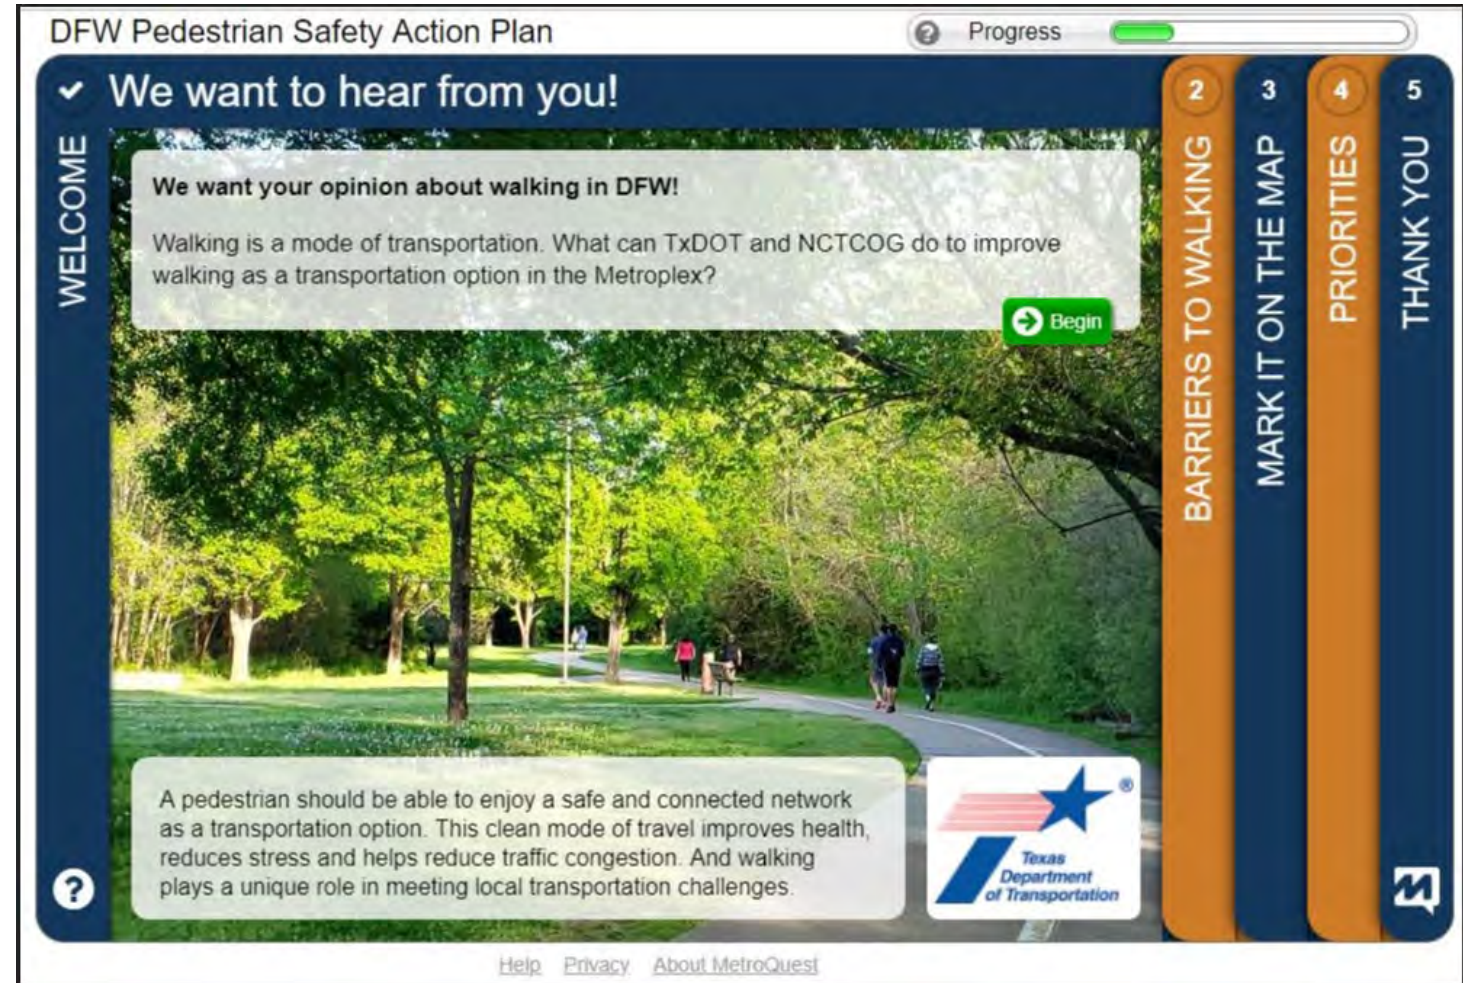 DFW Pedestrian Safety Action Plan
Progress
We want to hear from you!
WELCOME
We want your opinion about walking in DFW!
Walking is a mode of transportation. What can TxDOT and NCTCOG do to improve
walking as a transportation option in the Metroplex?
Begin
A pedestrian should be able to enjoy a safe and connected network
as a transportation option. This clean mode of travel improves health,
reduces stress and helps reduce traffic congestion. And walking
plays a unique role in meeting local transportation challenges.
®
Texas
Department
of Transportation
2
BARRIERS TO WALKING
3
MARK IT ON THE MAP
4
PRIORITIES
5
THANK YOU
Help Privacy About MetroQuest